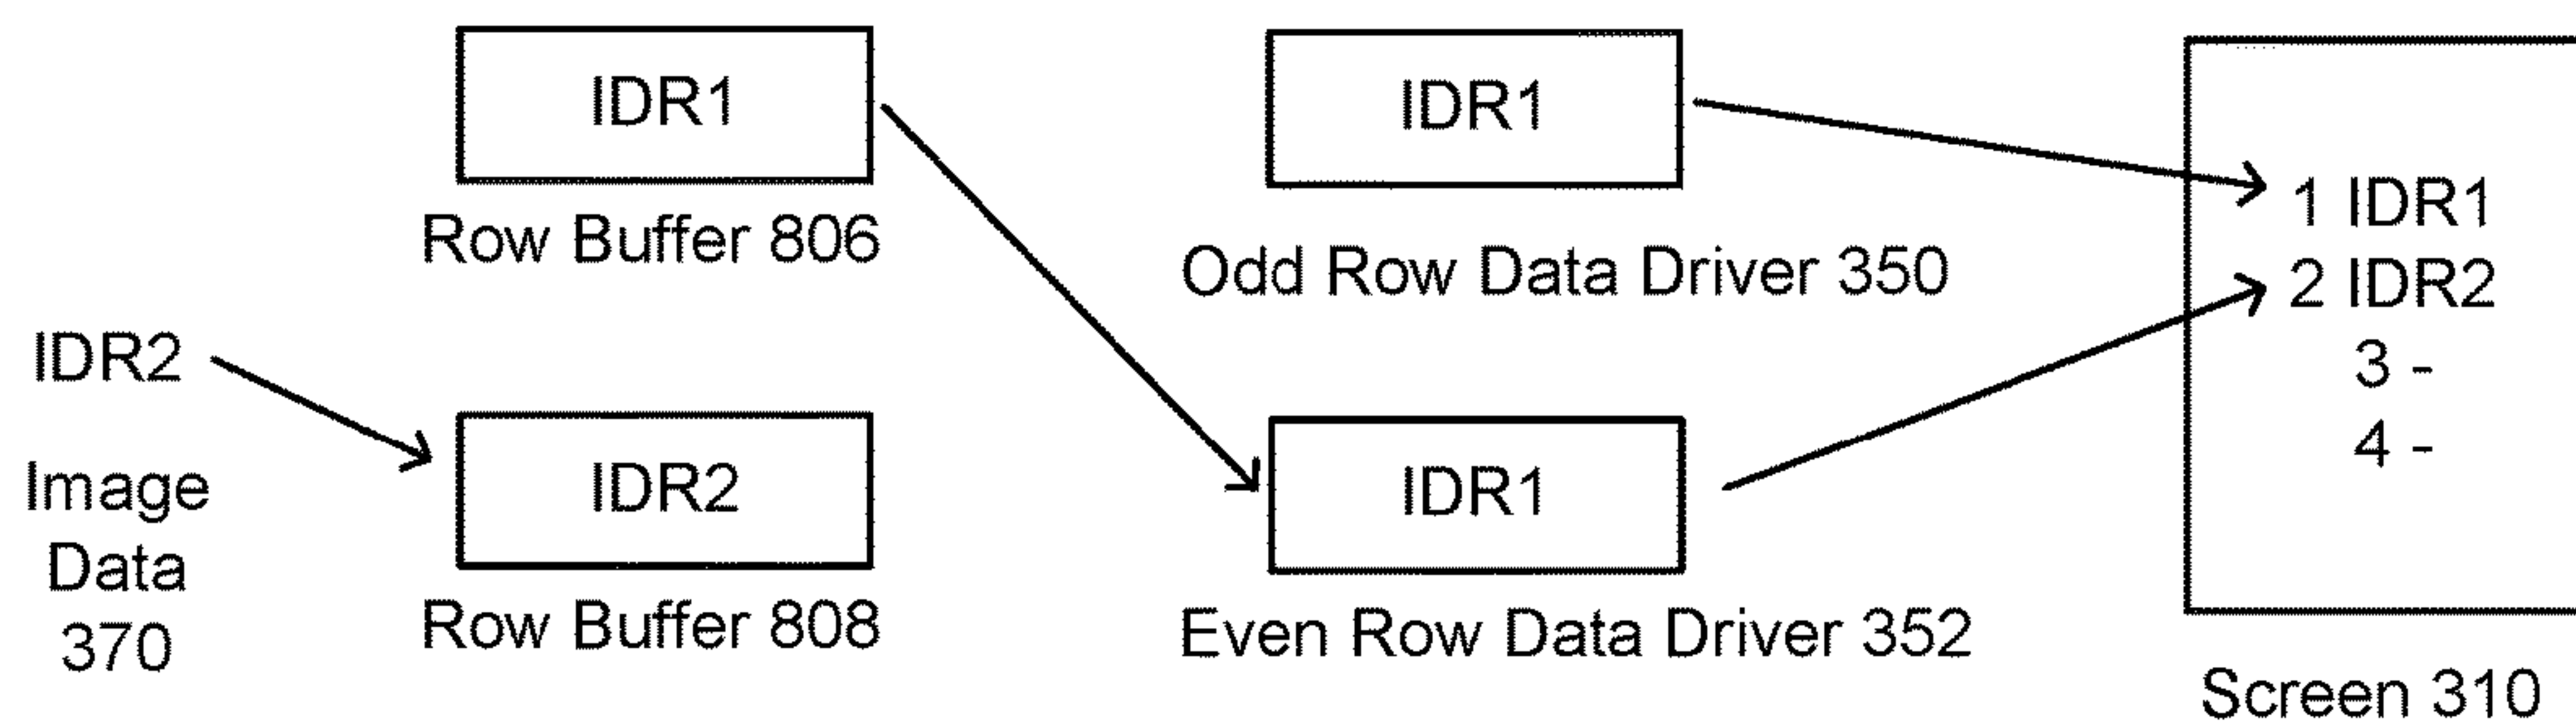 IDR1
Row Buffer 806
IDR2
Image
Data
370
IDR2
Row Buffer 808
IDR1
Odd Row Data Driver 350
IDR1
Even Row Data Driver 352
1 IDR1
2 IDR2
3 -
4 -
Screen 310